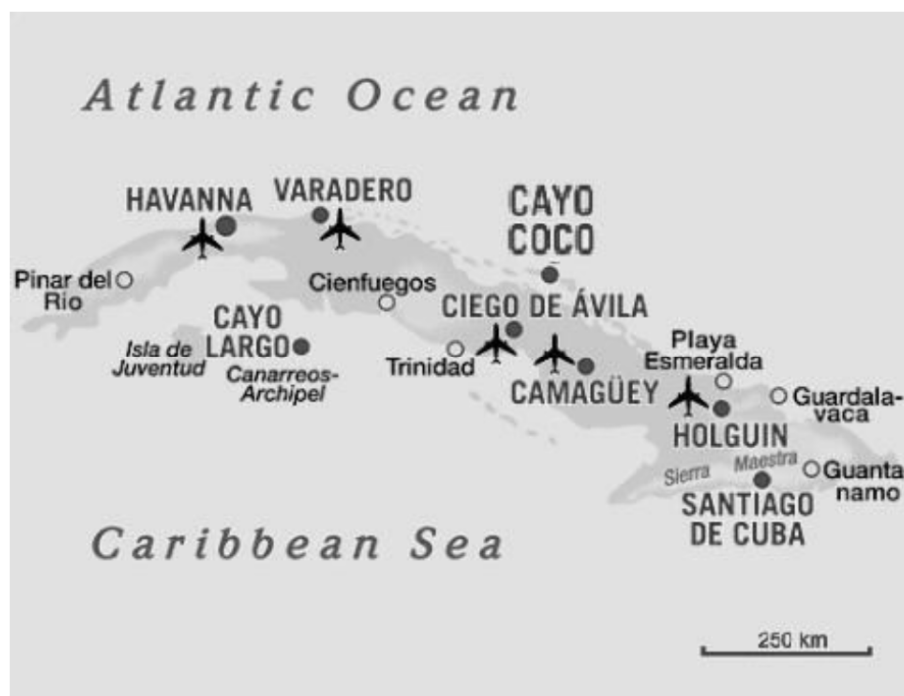 Atlantic Ocean
HAVANNA
VARADERO
CAYO
COCO
Pinar del
Rio
Cienfuegos
CIEGO DE ÁVILA
CAYO
LARGO
Isla de
Juventud
Canarreos-
Archipel
Trinidad
CAMAGÜEY
Playa
Esmeralda
Guardala-
vaca
HOLGUIN
Sierra Maestra
Guanta
namo
SANTIAGO
DE CUBA
Caribbean Sea
250 km